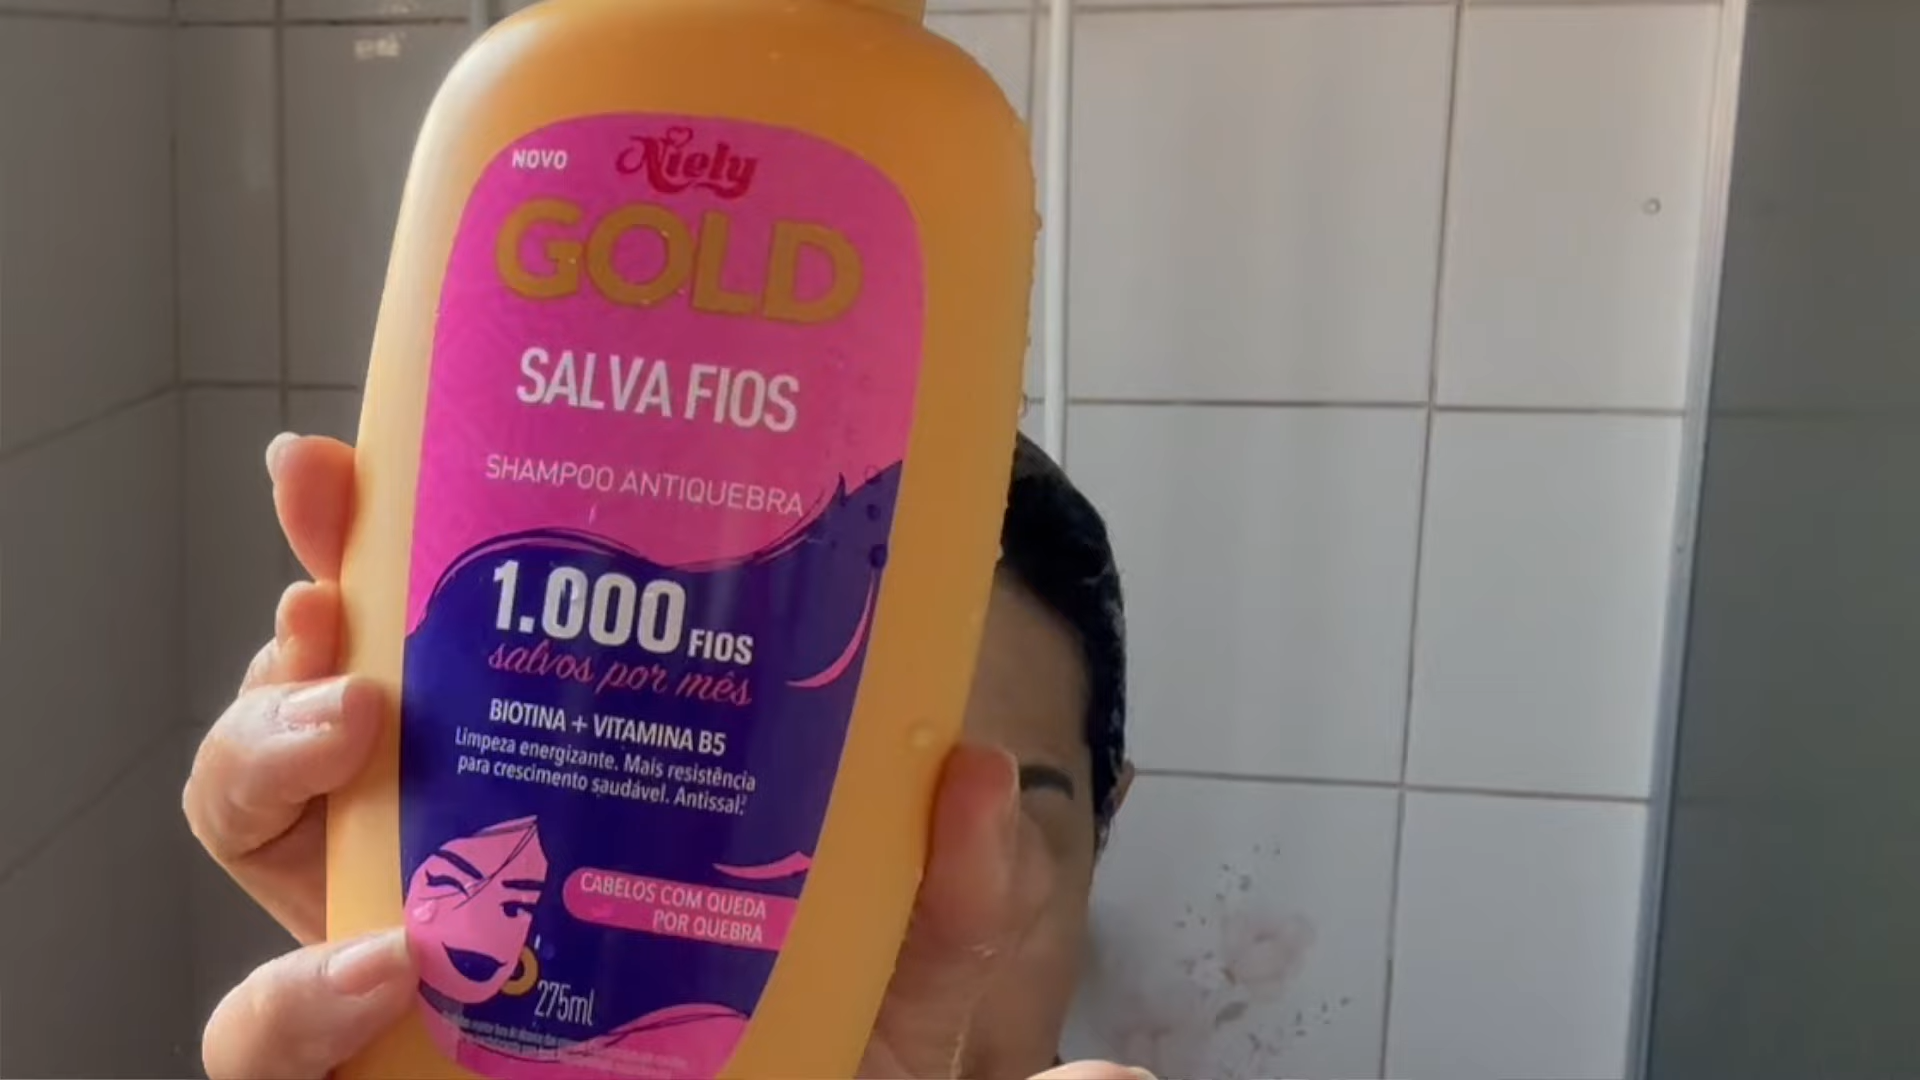 NOVO
Niely
GOLD
SALVA FIOS
SHAMPOO ANTIQUEBRA
1.000 FIOS
salvos por mês
BIOTINA + VITAMINA B5
Limpeza energizante. Mais resistência
para crescimento saudável. Antissal.²
CABELOS COM QUEDA
POR QUEBRA
275ml